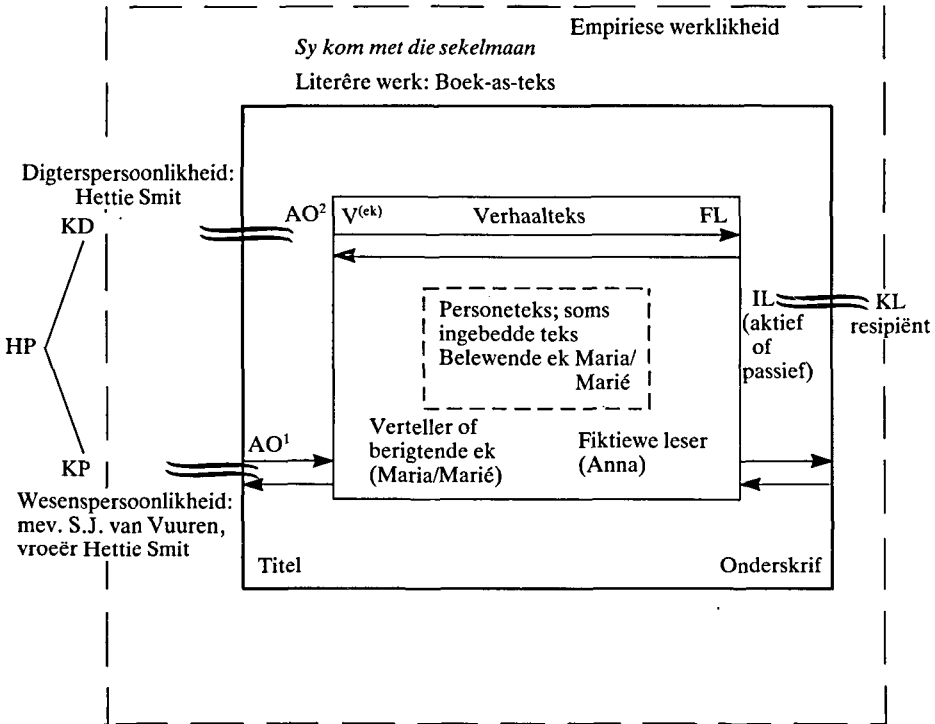 Empiriese werklikheid
Sy kom met die sekelmaan
Literêre werk: Boek-as-teks
Digterspersoonlikheid:
Hettie Smit
KD
AO²
V(ek)
Verhaalteks
FL
Personeteks; soms
ingebedde teks
Belewende ek Maria/
Marié
IL
(aktief
of
passief)
KL
resipiënt
HP
Verteller of
berigtende ek
(Maria/Marié)
Fiktiewe leser
(Anna)
AO¹
KP
Wesenspersoonlikheid:
mev. S.J. van Vuuren,
vroeër Hettie Smit
Titel
Onderskrif